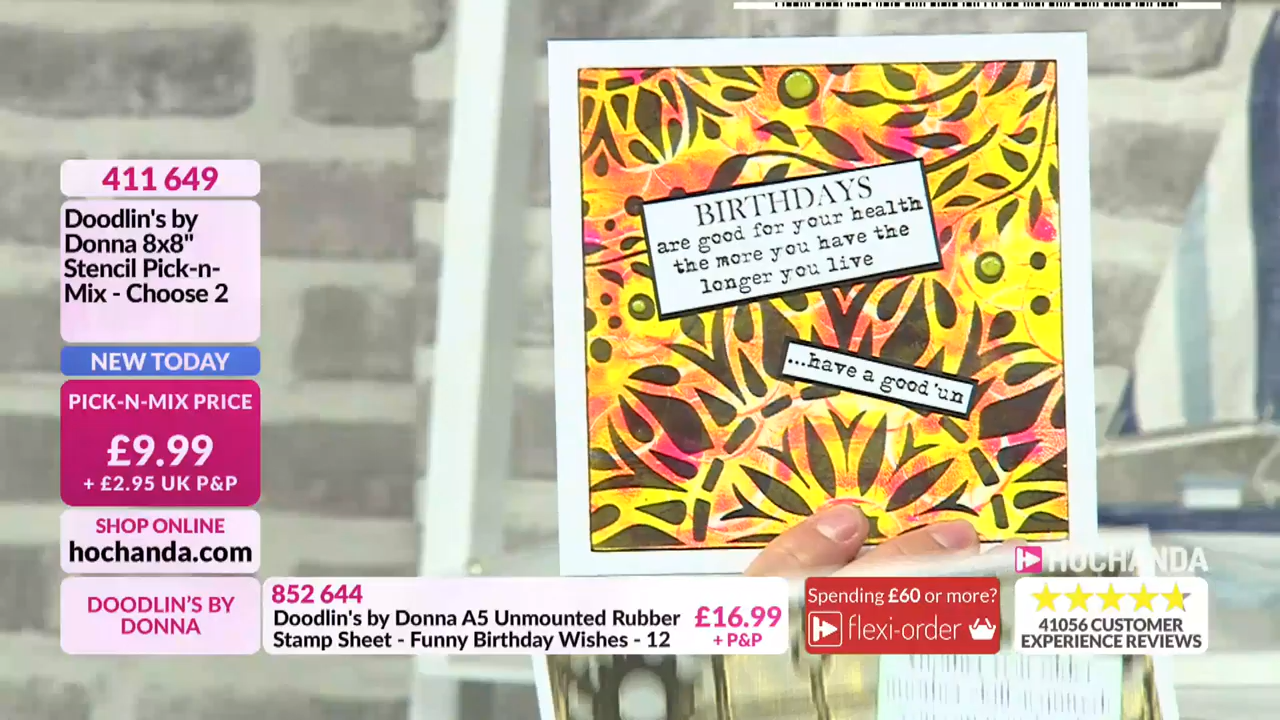 411 649
Doodlin's by
Donna 8x8"
Stencil Pick-n-
Mix - Choose 2
NEW TODAY
PICK-N-MIX PRICE
£9.99
+ £2.95 UK P&P
SHOP ONLINE
hochanda.com
DOODLIN'S BY
DONNA
BIRTHDAYS
are good for your health
the more you have the
longer you live
...have a good 'un
852 644
Doodlin's by Donna A5 Unmounted Rubber
Stamp Sheet - Funny Birthday Wishes - 12
£16.99
+ P&P
Spending £60 or more?
flexi-order
HOCHANDA
41056 CUSTOMER
EXPERIENCE REVIEWS